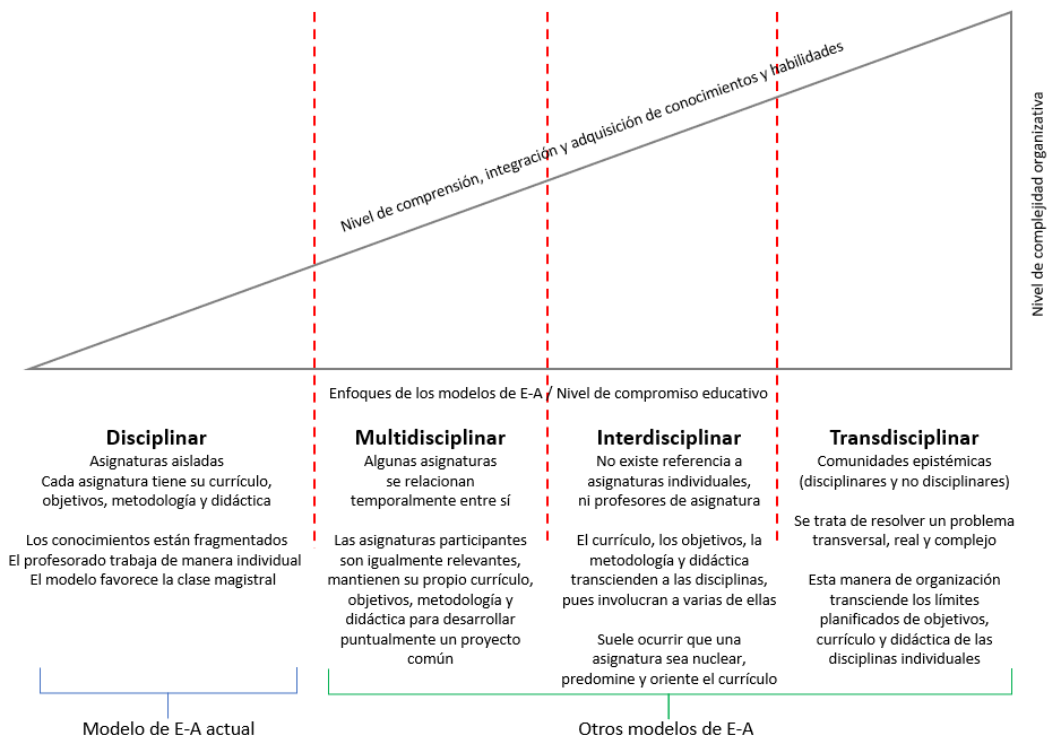 Nivel de comprensión, integración y adquisición de conocimientos y habilidades
Nivel de complejidad organizativa
Enfoques de los modelos de E-A / Nivel de compromiso educativo
Disciplinar
Asignaturas aisladas
Cada asignatura tiene su currículo,
objetivos, metodología y didáctica
Los conocimientos están fragmentados
El profesorado trabaja de manera individual
El modelo favorece la clase magistral
Multidisciplinar
Algunas asignaturas
se relacionan
temporalmente entre sí
Las asignaturas participantes
son igualmente relevantes,
mantienen su propio currículo,
objetivos, metodología y
didáctica para desarrollar
puntualmente un proyecto
común
Interdisciplinar
No existe referencia a
asignaturas individuales,
ni profesores de asignatura
El currículo, los objetivos, la
metodología y didáctica
transcienden a las disciplinas,
pues involucran a varias de ellas
Suele ocurrir que una
asignatura sea nuclear,
predomine y oriente el currículo
Transdisciplinar
Comunidades epistémicas
(disciplinares y no disciplinares)
Se trata de resolver un problema
transversal, real y complejo
Esta manera de organización
transciende los límites
planificados de objetivos,
currículo y didáctica de las
disciplinas individuales
Modelo de E-A actual
Otros modelos de E-A